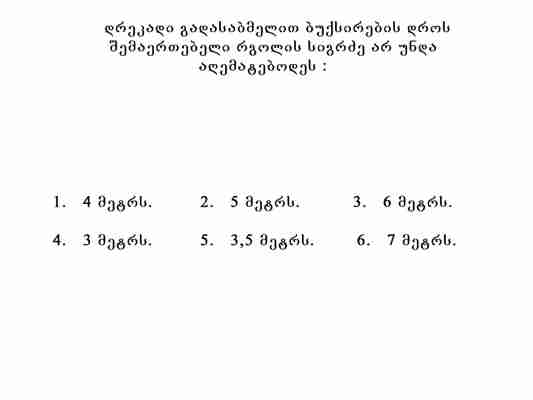 დრეკადი გადასაბმელით ბუქსირების დროს
შემაერთებელი რგოლის სიგრძე არ უნდა
აღემატებოდეს :
1. 4 მეტრს. 2. 5 მეტრს. 3. 6 მეტრს.
4. 3 მეტრს. 5. 3,5 მეტრს. 6. 7 მეტრს.